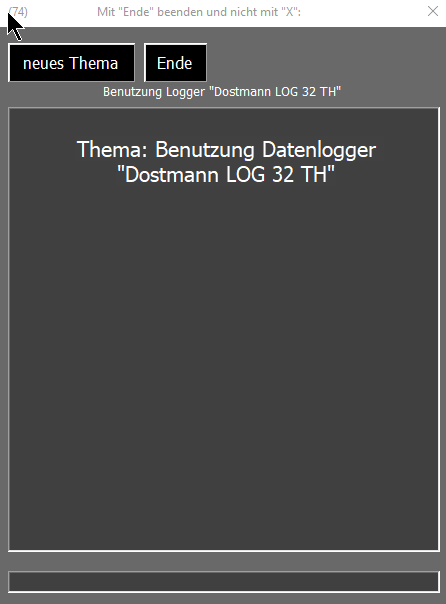 (74) Mit "Ende" beenden und nicht mit "X":
neues Thema Ende
Benutzung Logger "Dostmann LOG 32 TH"
Thema: Benutzung Datenlogger
"Dostmann LOG 32 TH"